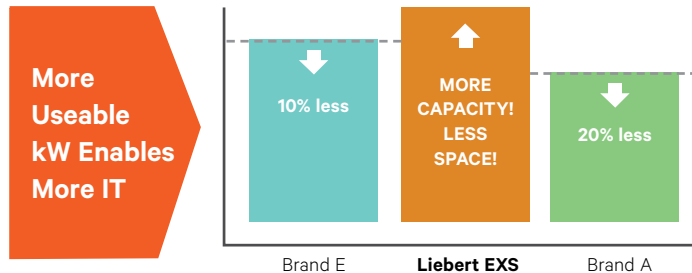 More
Useable
kW Enables
More IT
10% less
MORE
CAPACITY!
LESS
SPACE!
20% less
Brand E
Liebert EXS
Brand A